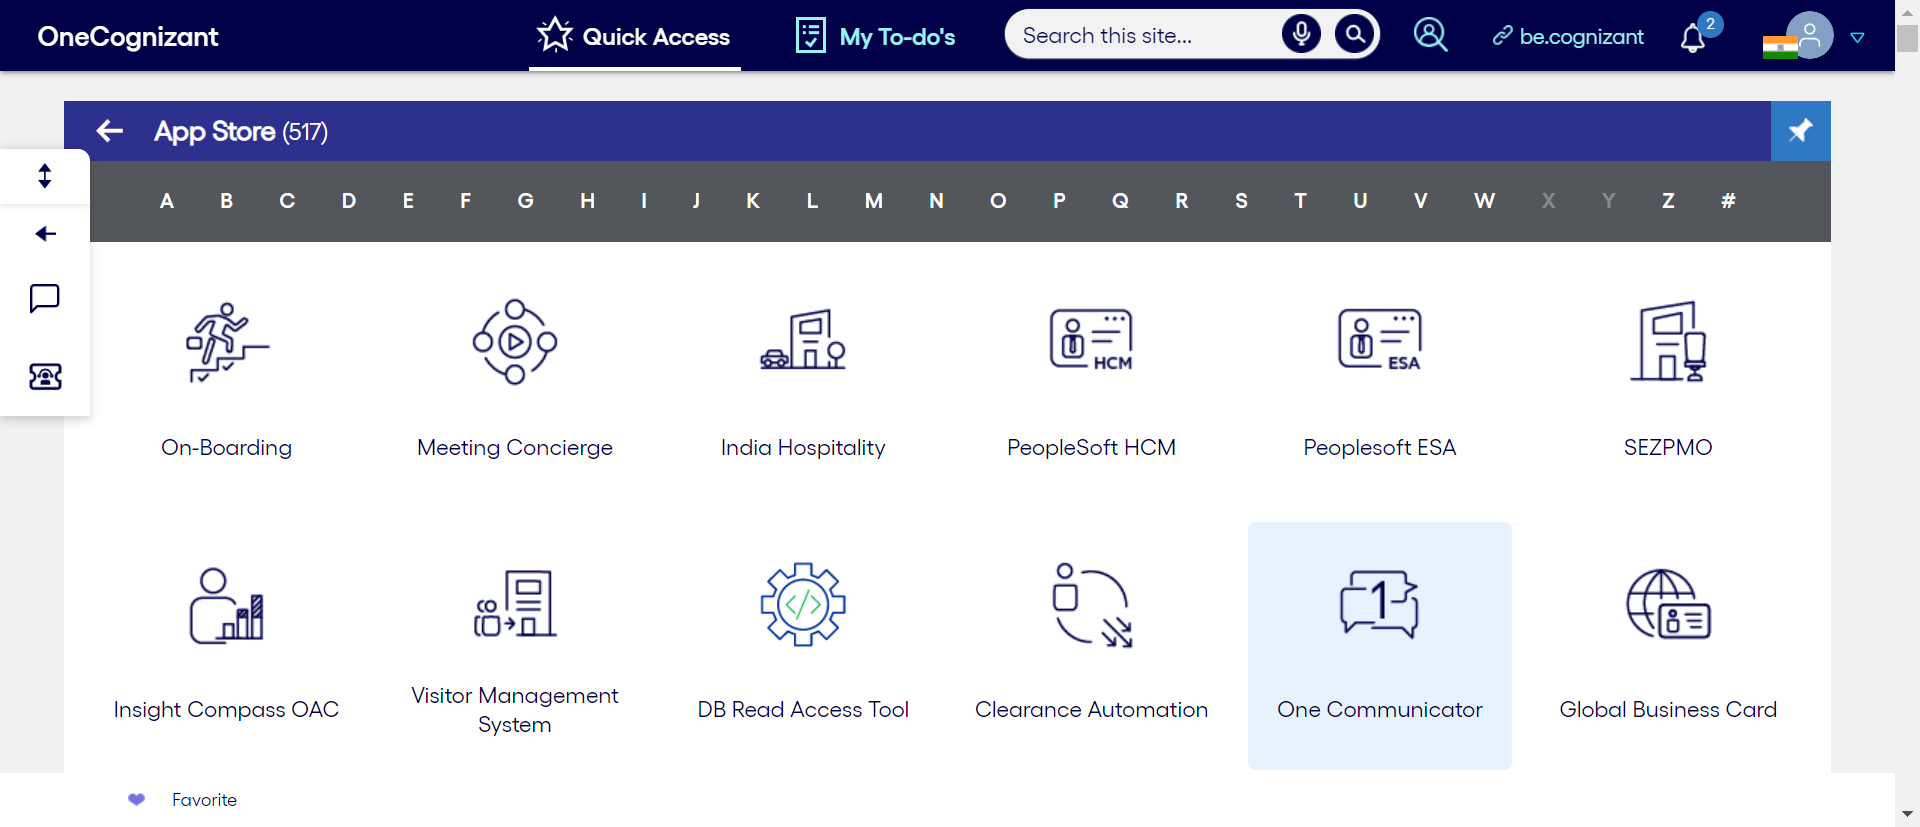 OneCognizant
Quick Access
My To-do's
Search this site...
be.cognizant
2
App Store (517)
A B C D E F G H I J K L M N O P Q R S T U V W X Y Z #
HCM
ESA
On-Boarding
Meeting Concierge
India Hospitality
PeopleSoft HCM
Peoplesoft ESA
SEZPMO
</>
1
Insight Compass OAC
Visitor Management
System
DB Read Access Tool
Clearance Automation
One Communicator
Global Business Card
Favorite